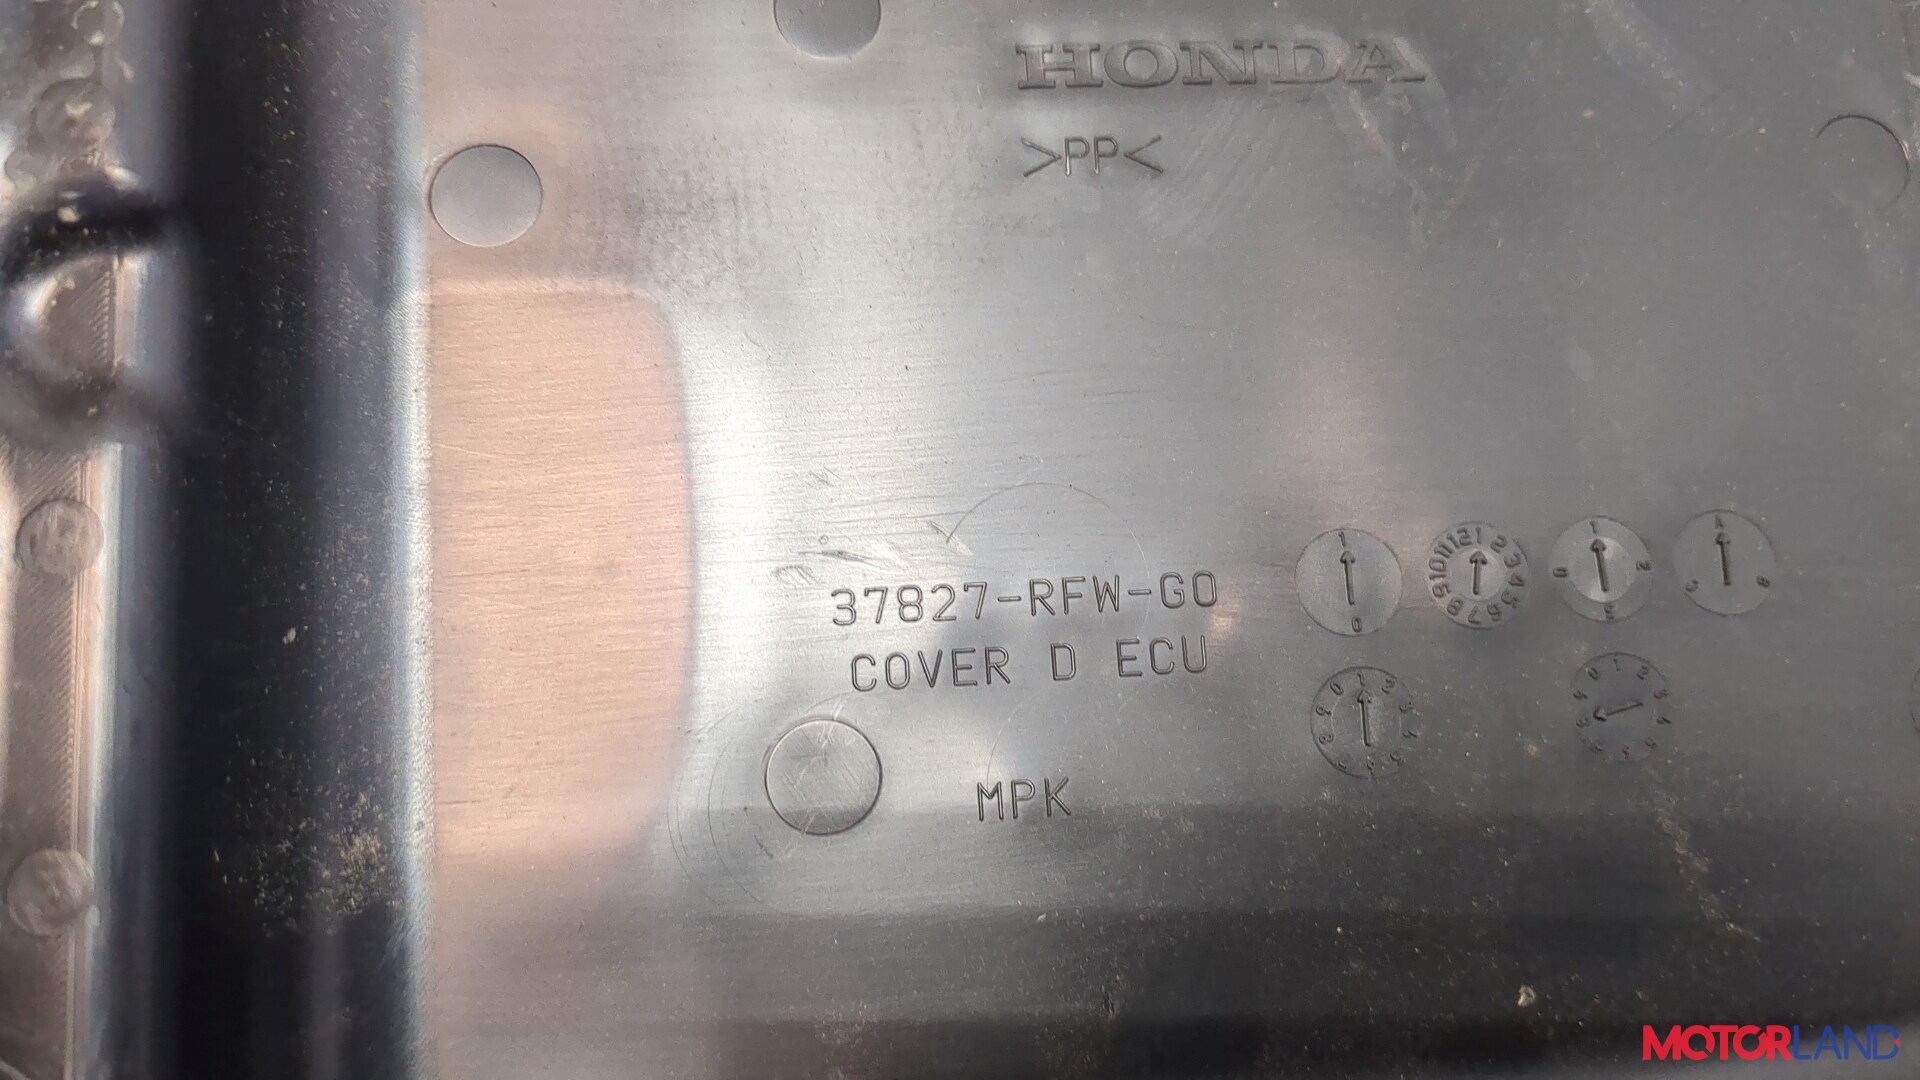 HONDA
>PP<
37827-RFW-G0
COVER D ECU
MPK
MOTORLAND